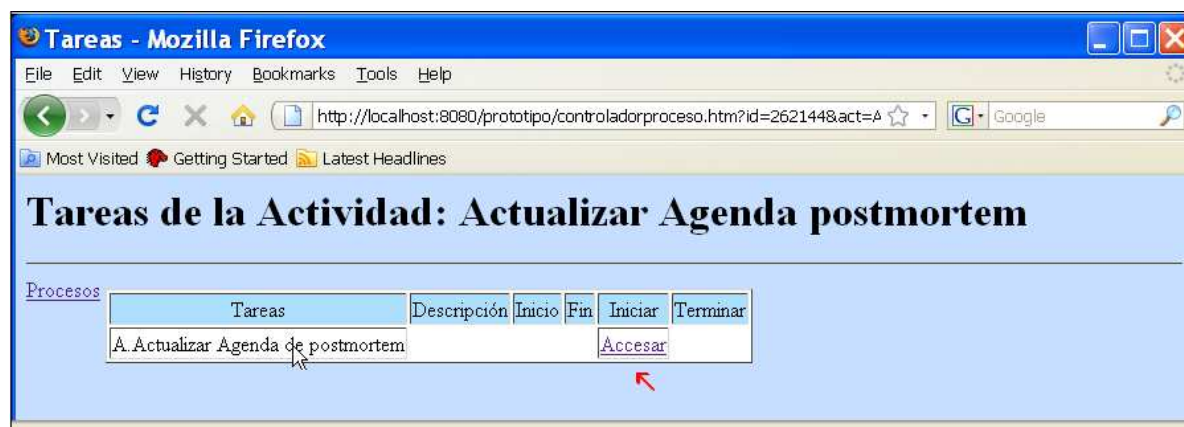 Tareas - Mozilla Firefox
File Edit View History Bookmarks Tools Help
http://localhost:8080/prototipo/controladorproceso.htm?id=262144&act=A G Google
Most Visited Getting Started Latest Headlines
Tareas de la Actividad: Actualizar Agenda postmortem
Procesos
Tareas Descripción Inicio Fin Iniciar Terminar
A.Actualizar Agenda de postmortem Accesar